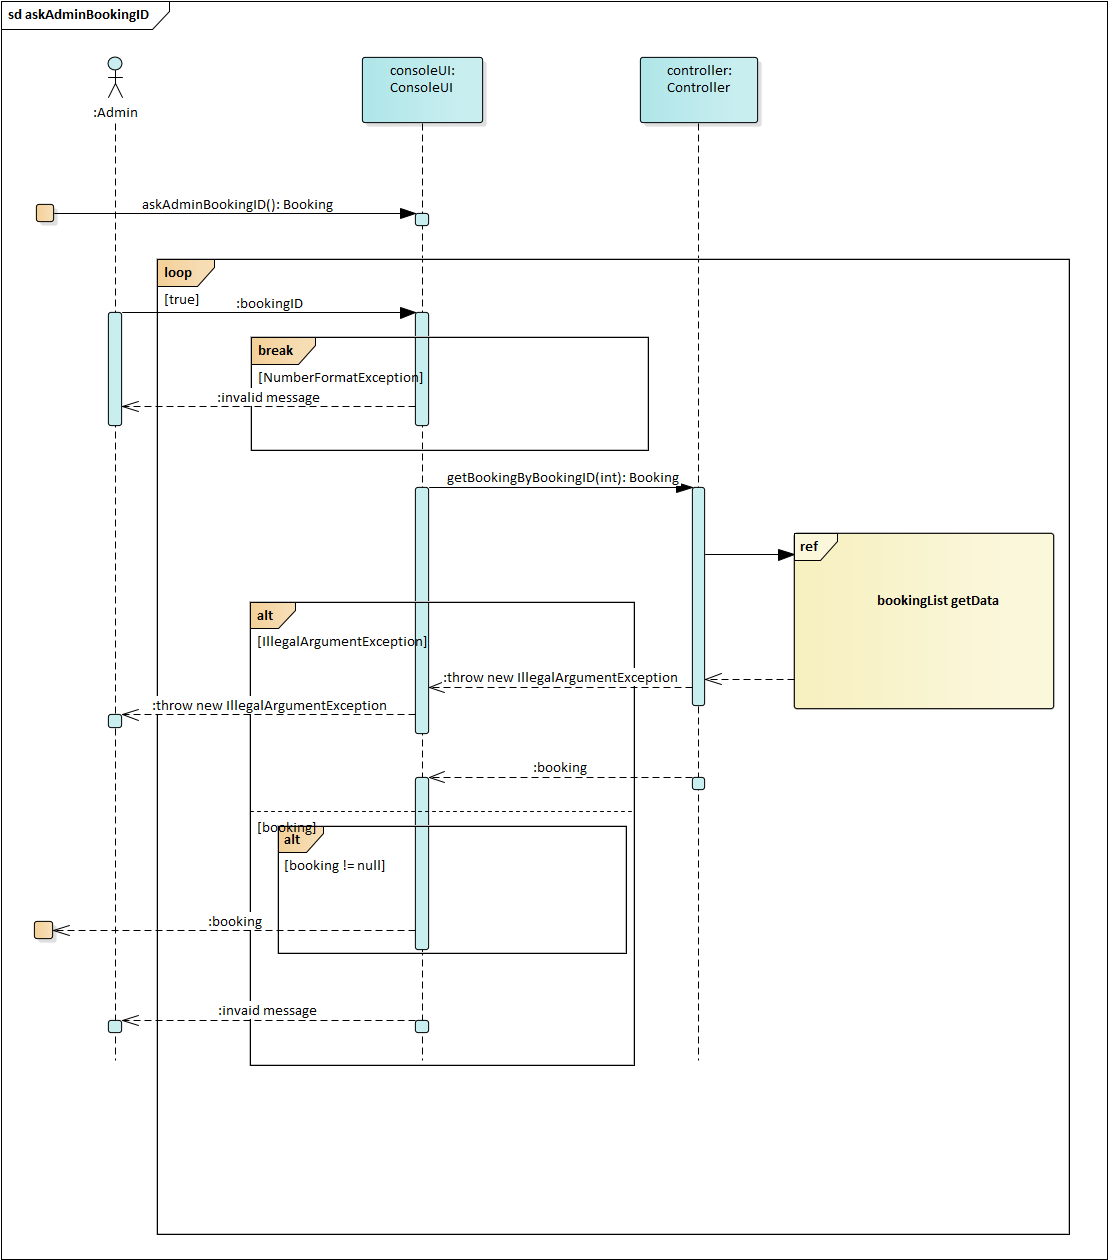 sd askAdminBookingID
:Admin
consoleUI:
ConsoleUI
controller:
Controller
askAdminBookingID(): Booking
loop
[true]
:bookingID
break
[NumberFormatException]
:invalid message
getBookingByBookingID(int): Booking
ref
bookingList getData
alt
[IllegalArgumentException]
:throw new IllegalArgumentException
:throw new IllegalArgumentException
:booking
[booking]
alt
[booking != null]
:booking
:invaid message